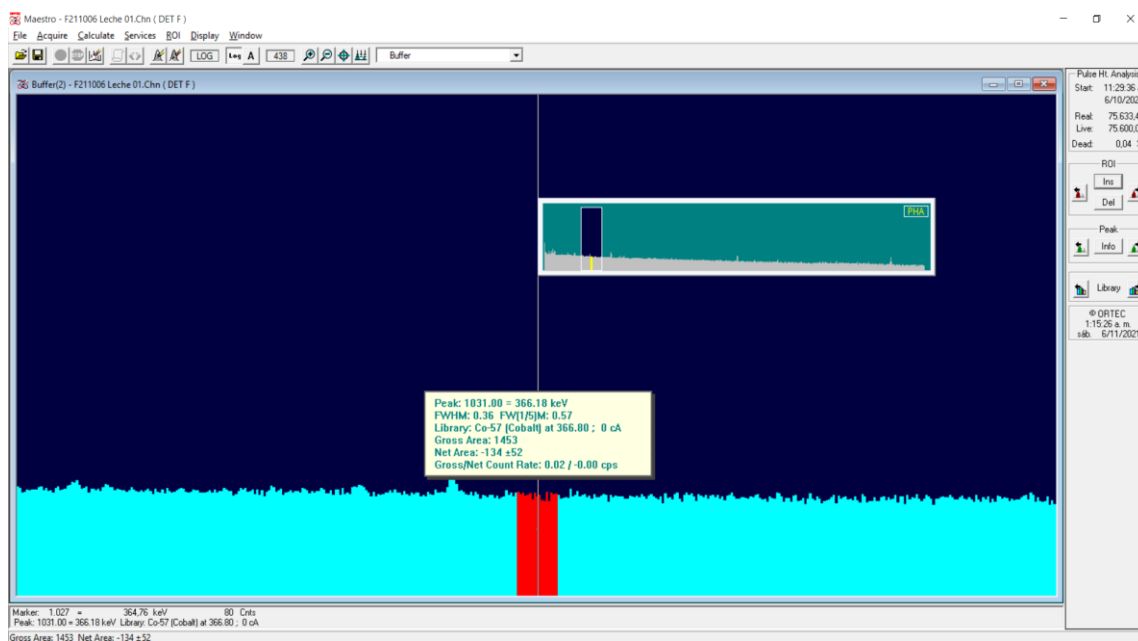 Maestro - F211006 Leche 01.Chn ( DET F )
File Acquire Calculate Services ROI Display Window
LOG Log A 438 Buffer
Buffer(2) - F211006 Leche 01.Chn ( DET F )
PHA
Peak: 1031.00 = 366.18 keV
FWHM: 0.36 FW(1/5)M: 0.57
Library: Co-57 (Cobalt) at 366.80 ; 0 cA
Gross Area: 1453
Net Area: -134 ±52
Gross/Net Count Rate: 0.02 / -0.00 cps
Pulse Ht. Analysis
Start: 11:29:36
6/10/202
Real: 75.633,4
Live: 75.600,0
Dead: 0,04
ROI
Ins
Del
Peak
Info
Library
© ORTEC
1:15:26 a. m.
sáb. 6/11/2021
Marker: 1.027 = 364,76 keV 80 Cnts
Peak: 1031.00 = 366.18 keV Library: Co-57 (Cobalt) at 366.80 ; 0 cA
Gross Area: 1453 Net Area: -134 ±52